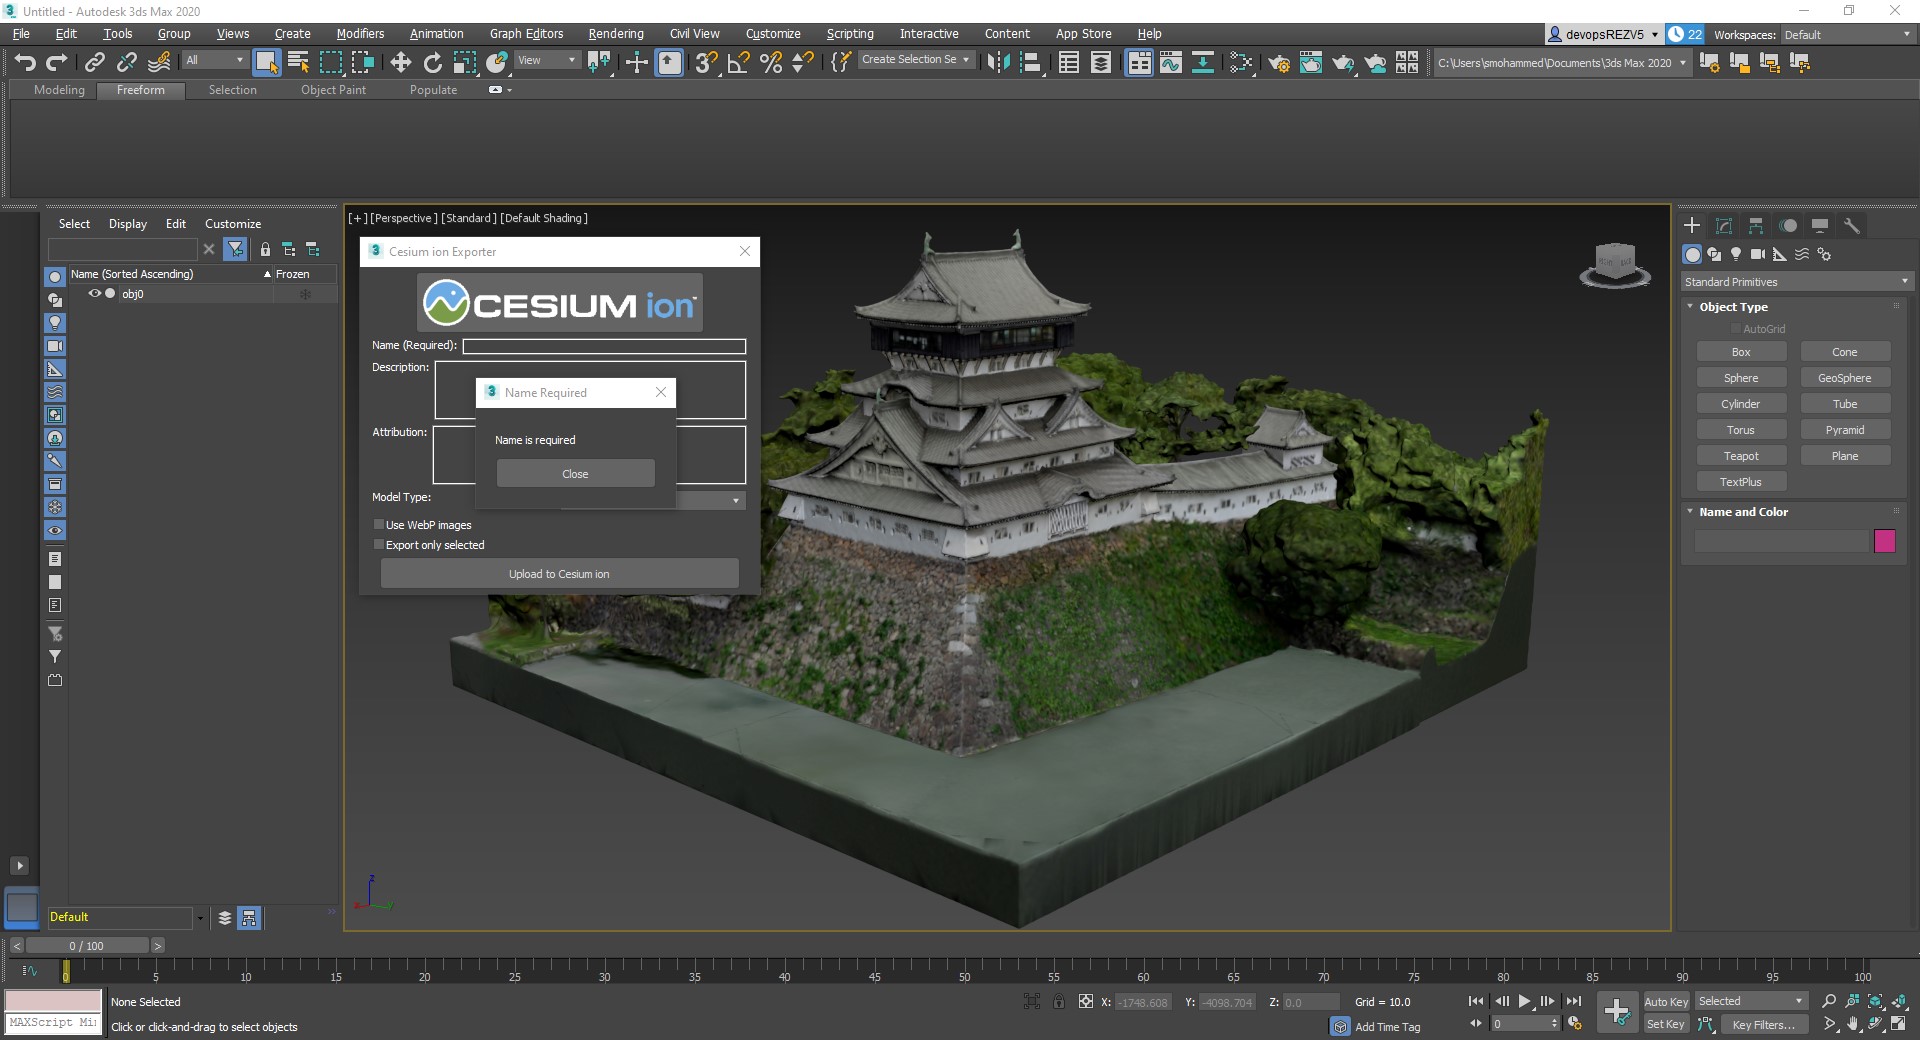 Untitled - Autodesk 3ds Max 2020
File Edit Tools Group Views Create Modifiers Animation Graph Editors Rendering Civil View Customize Scripting Interactive Content App Store Help
devopsREZV5 22 Workspaces: Default
All View Create Selection Se C:\Users\smohammed\Documents\3ds Max 2020
Modeling Freeform Selection Object Paint Populate
Select Display Edit Customize
Name (Sorted Ascending) Frozen
obj0
[+] [Perspective] [Standard] [Default Shading]
Cesium ion Exporter
CESIUM ion
Name (Required):
Description:
Attribution:
Model Type:
Use WebP images
Export only selected
Upload to Cesium ion
Name Required
Name is required
Close
Standard Primitives
Object Type
AutoGrid
Box Cone
Sphere GeoSphere
Cylinder Tube
Torus Pyramid
Teapot Plane
TextPlus
Name and Color
z
Default
< 0 / 100 >
0 5 10 15 20 25 30 35 40 45 50 55 60 65 70 75 80 85 90 95 100
None Selected
MAXScript Mi
Click or click-and-drag to select objects
X: -1748.608 Y: -4098.704 Z: 0.0 Grid = 10.0
Add Time Tag
0
Auto Key Selected
Set Key Key Filters...